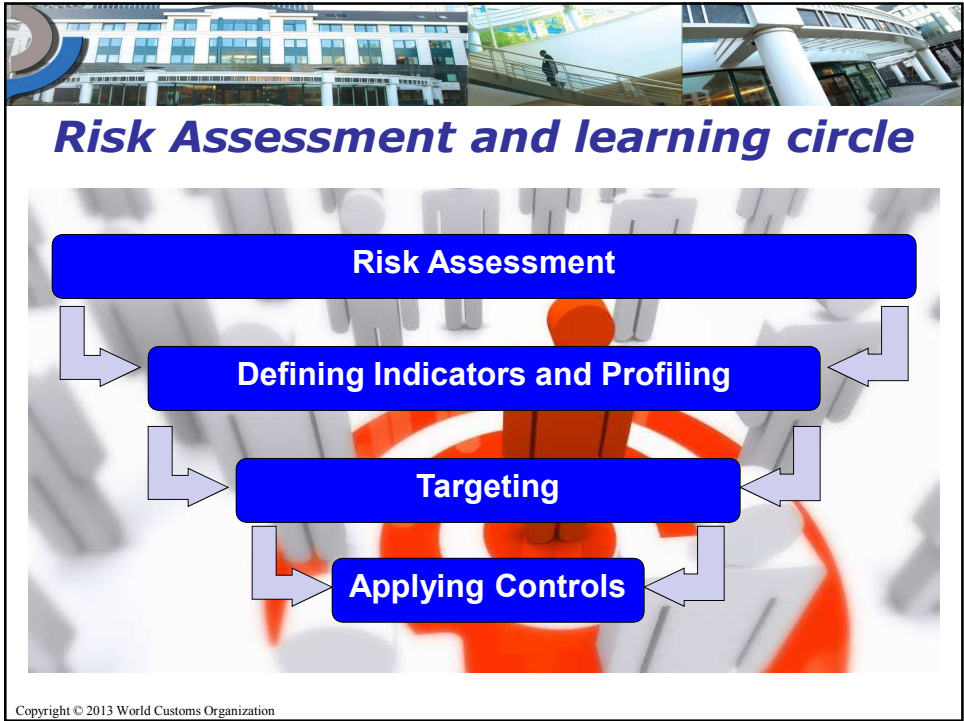 Risk Assessment and learning circle
Risk Assessment
Defining Indicators and Profiling
Targeting
Applying Controls
Copyright © 2013 World Customs Organization